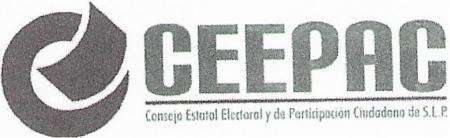 CEEPAC
Consejo Estatal Electoral y de Participación Ciudadana de S.L.P.